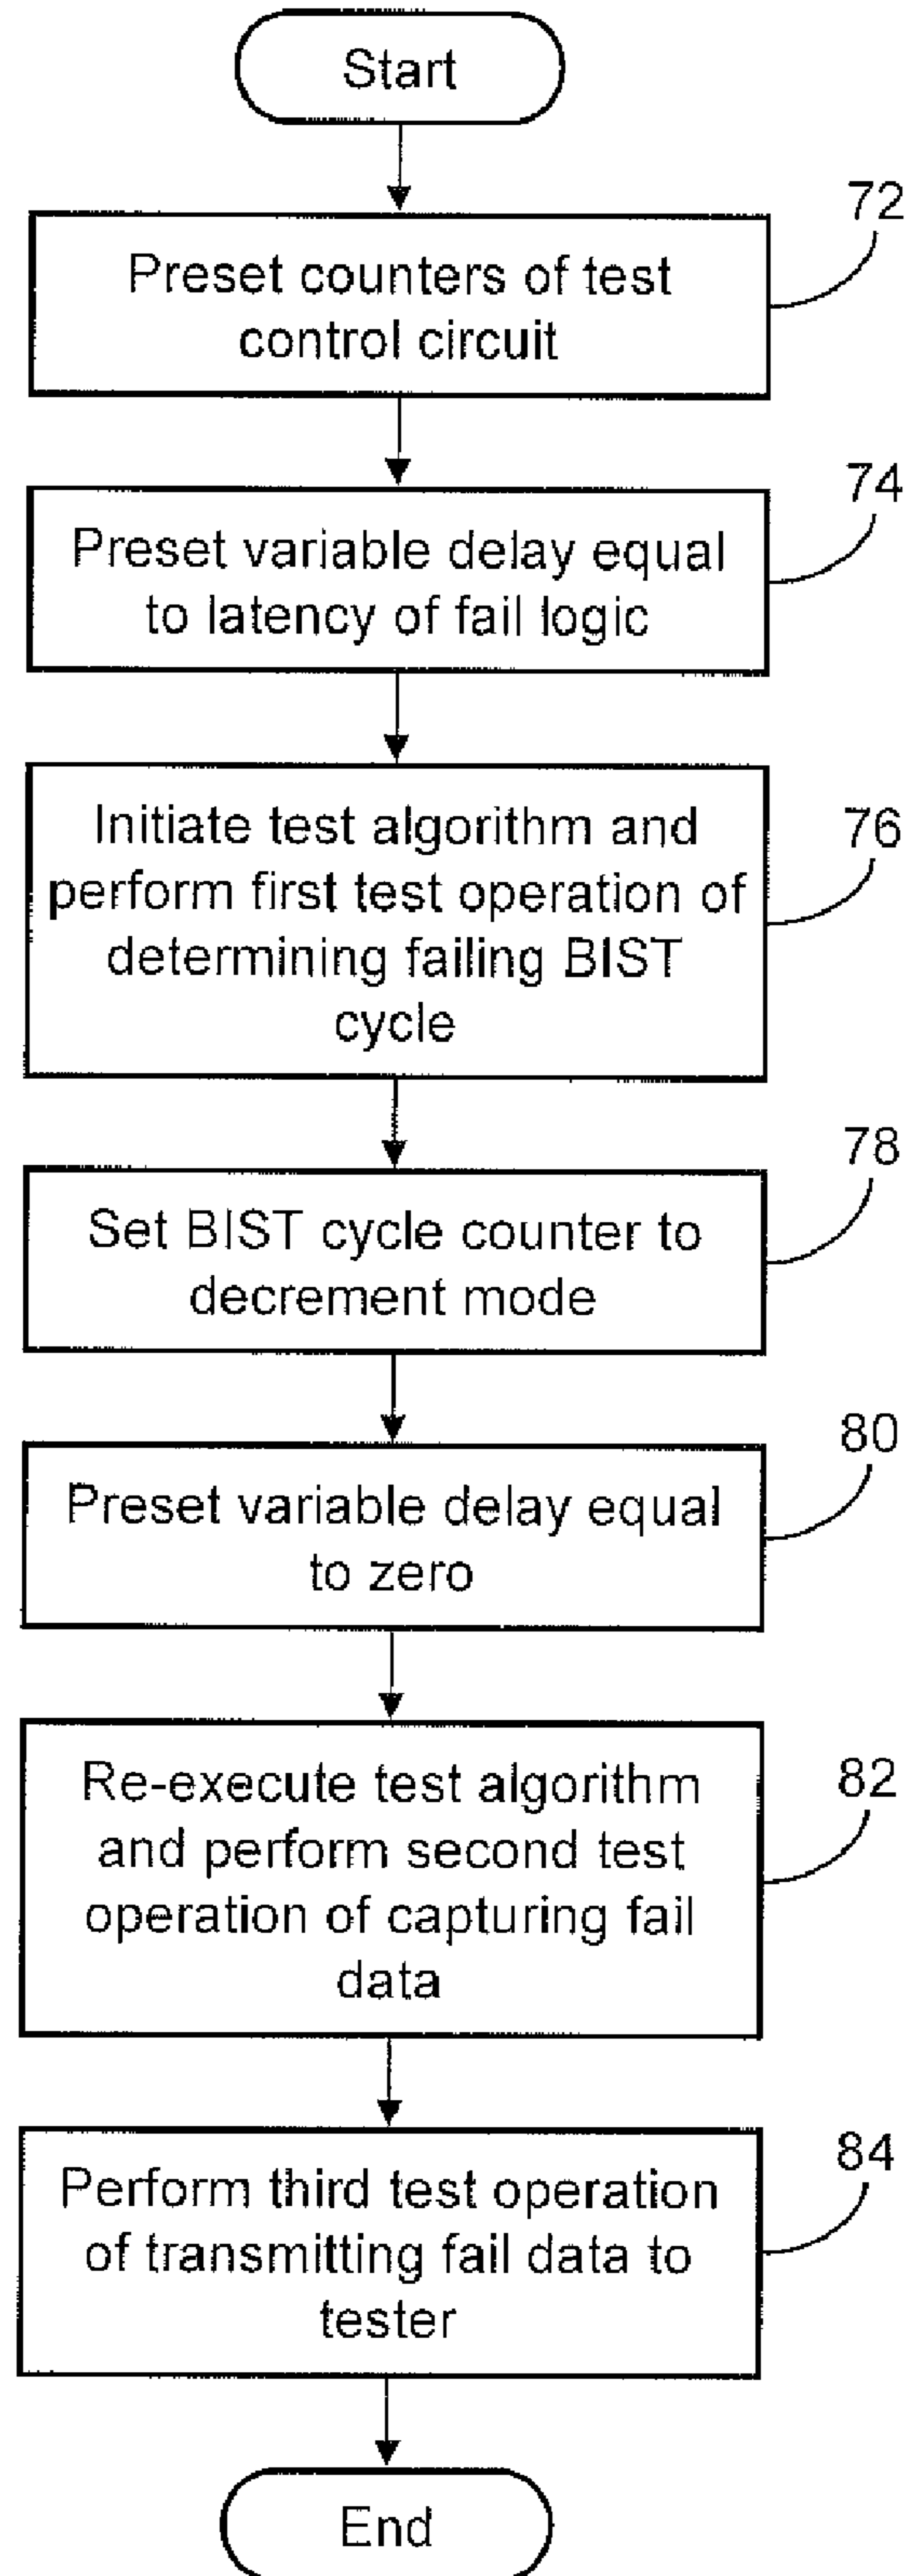 Start
72
Preset counters of test
control circuit
74
Preset variable delay equal
to latency of fail logic
76
Initiate test algorithm and
perform first test operation of
determining failing BIST
cycle
78
Set BIST cycle counter to
decrement mode
80
Preset variable delay equal
to zero
82
Re-execute test algorithm
and perform second test
operation of capturing fail
data
84
Perform third test operation
of transmitting fail data to
tester
End